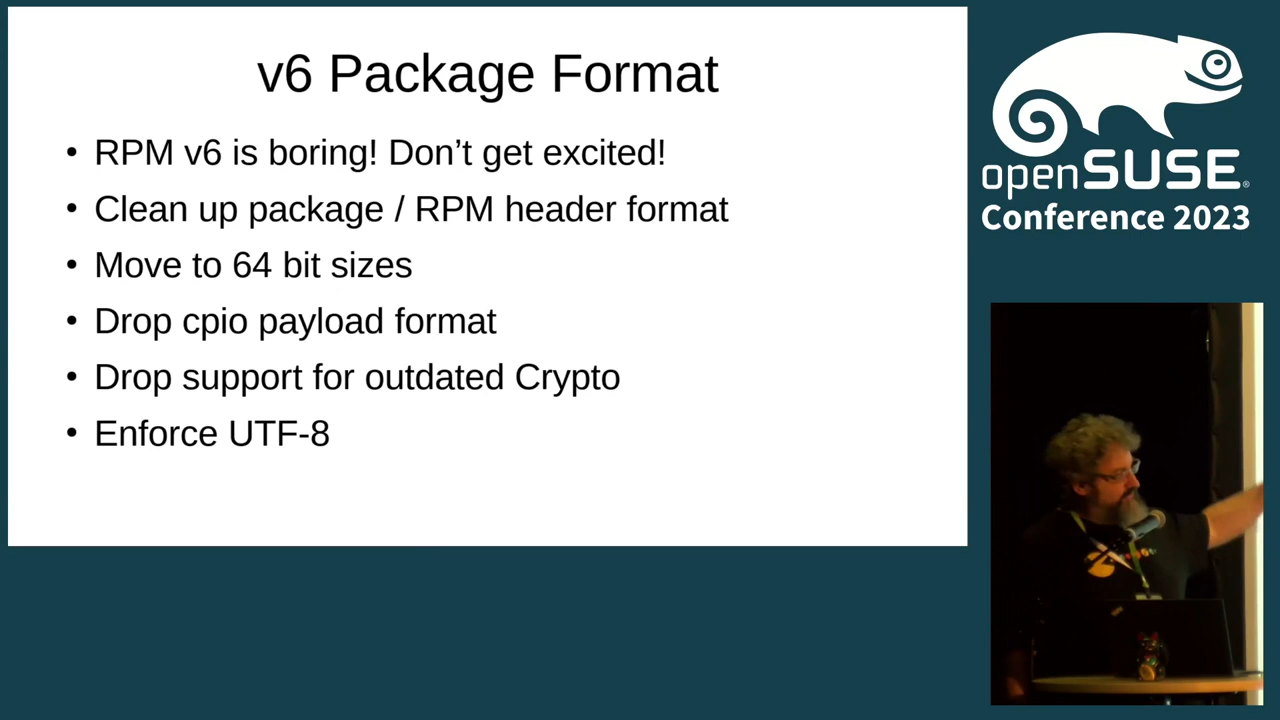 v6 Package Format
• RPM v6 is boring! Don’t get excited!
• Clean up package / RPM header format
• Move to 64 bit sizes
• Drop cpio payload format
• Drop support for outdated Crypto
• Enforce UTF-8
openSUSE®
Conference 2023